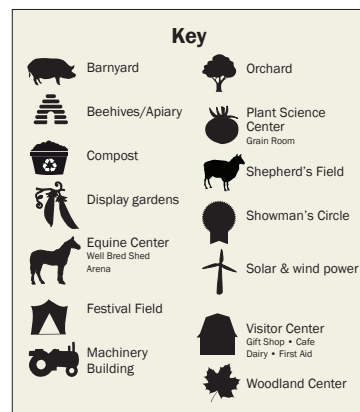 Key
Barnyard
Beehives/Apiary
Compost
Display gardens
Equine Center
Well Bred Shed
Arena
Festival Field
Machinery
Building
Orchard
Plant Science
Center
Grain Room
Shepherd's Field
Showman's Circle
Solar & wind power
Visitor Center
Gift Shop • Cafe
Dairy • First Aid
Woodland Center